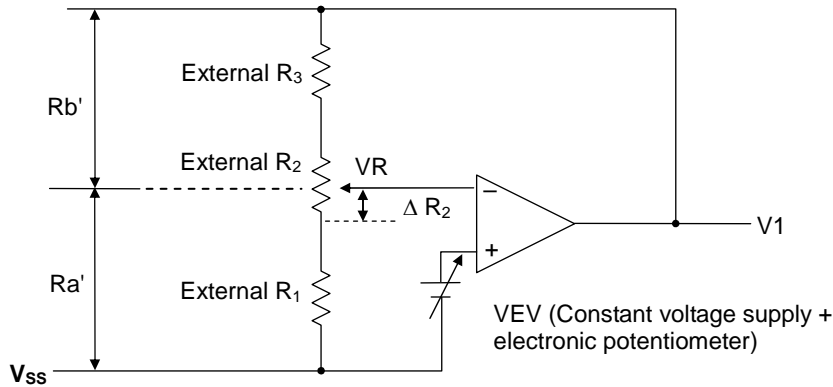 External R₃
Rb'
External R₂
VR
−
Δ R₂
V1
+
Ra'
External R₁
VEV (Constant voltage supply +
electronic potentiometer)
Vss